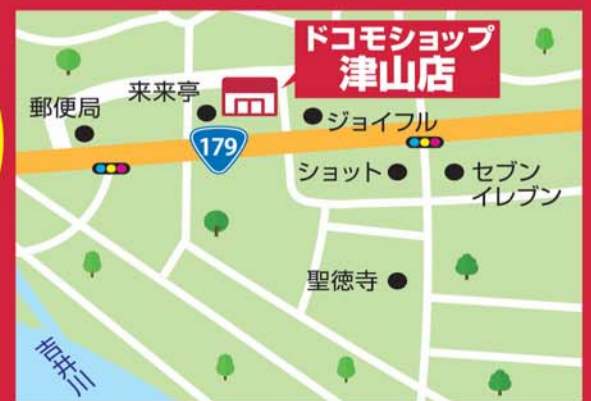 ドコモショップ
津山店
来来亭
郵便局
ジョイフル
179
ショット
セブン
イレブン
聖徳寺
吉井川